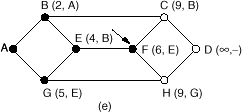 B (2, A) C (9, B)
A E (4, B) F (6, E) D (∞,–)
G (5, E) H (9, G)
(e)